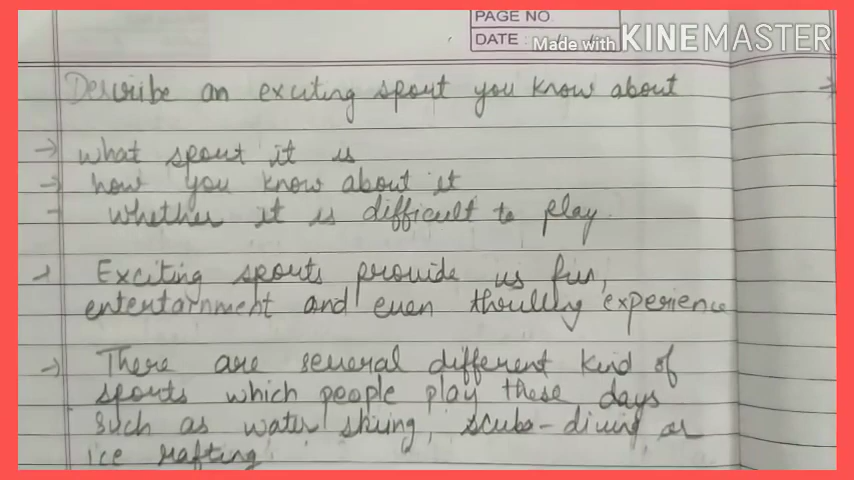 PAGE NO.
DATE :
Made with KINEMASTER
Describe an exciting sport you know about
→ what sport it is
→ how you know about it
→ whether it is difficult to play.
→ Exciting sports provide us fun,
entertainment and even thrilling experience
→ There are several different kind of
sports which people play these days
such as water skiing, scuba-diving or
ice rafting.